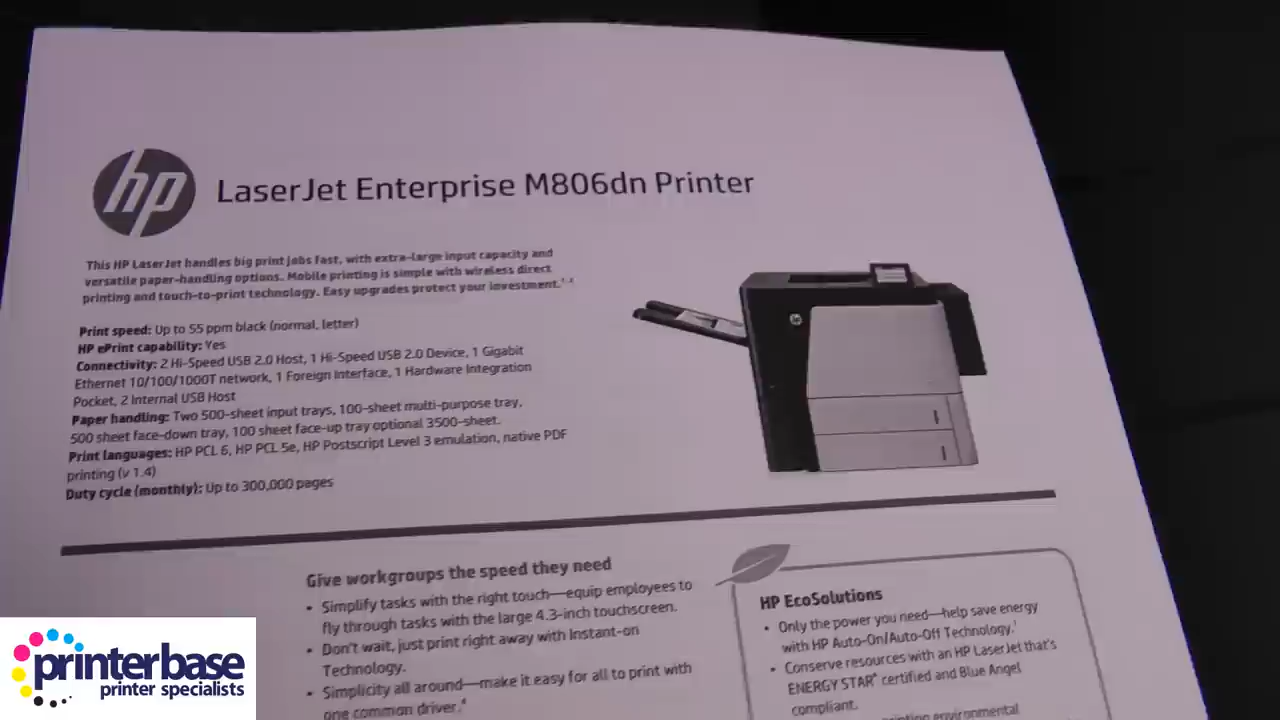 hp
LaserJet Enterprise M806dn Printer
This HP LaserJet handles big print jobs fast, with extra-large input capacity and
versatile paper-handling options. Mobile printing is simple with wireless direct
printing and touch-to-print technology. Easy upgrades protect your investment.¹˒²
Print speed: Up to 55 ppm black (normal, letter)
HP ePrint capability: Yes
Connectivity: 2 Hi-Speed USB 2.0 Host, 1 Hi-Speed USB 2.0 Device, 1 Gigabit
Ethernet 10/100/1000T network, 1 Foreign Interface, 1 Hardware Integration
Pocket, 2 Internal USB Host
Paper handling: Two 500-sheet input trays, 100-sheet multi-purpose tray,
500 sheet face-down tray, 100 sheet face-up tray optional 3500-sheet.
Print languages: HP PCL 6, HP PCL 5e, HP Postscript Level 3 emulation, native PDF
printing (v 1.4)
Duty cycle (monthly): Up to 300,000 pages
Give workgroups the speed they need
• Simplify tasks with the right touch—equip employees to
fly through tasks with the large 4.3-inch touchscreen.
• Don't wait, just print right away with Instant-on
Technology.
• Simplicity all around—make it easy for all to print with
one common driver.⁴
HP EcoSolutions
• Only the power you need—help save energy
with HP Auto-On/Auto-Off Technology.¹
• Conserve resources with an HP LaserJet that's
ENERGY STAR® certified and Blue Angel
compliant.
printing environmental
printerbase
printer specialists